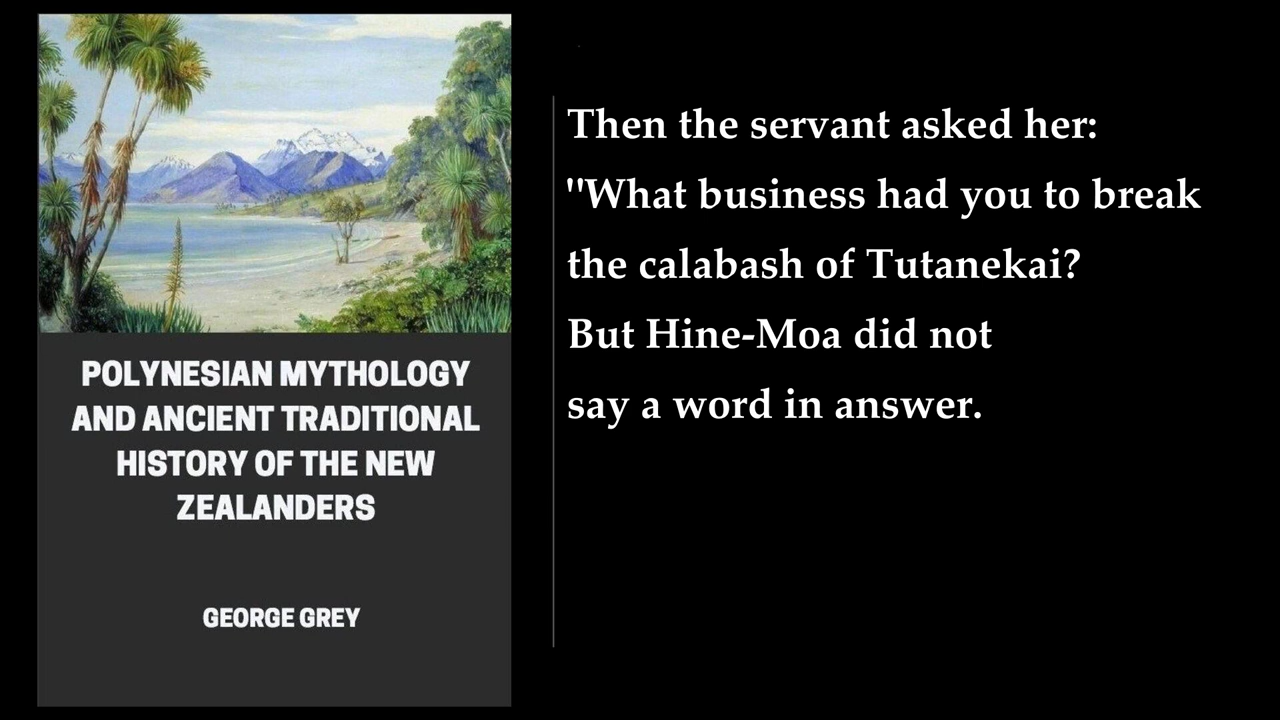 POLYNESIAN MYTHOLOGY
AND ANCIENT TRADITIONAL
HISTORY OF THE NEW
ZEALANDERS
GEORGE GREY
Then the servant asked her:
"What business had you to break
the calabash of Tutanekai?
But Hine-Moa did not
say a word in answer.